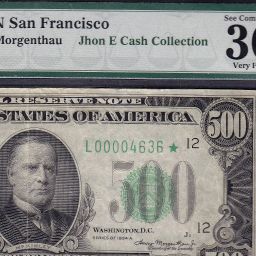 N San Francisco
See Com
Morgenthau Jhon E Cash Collection
30
Very F
L RESERVE NOTE
STATES OF AMERICA
500
L00004636 ★ 12
500
WASHINGTON, D.C.
J
12
SERIES OF 1934 A
McKINLEY